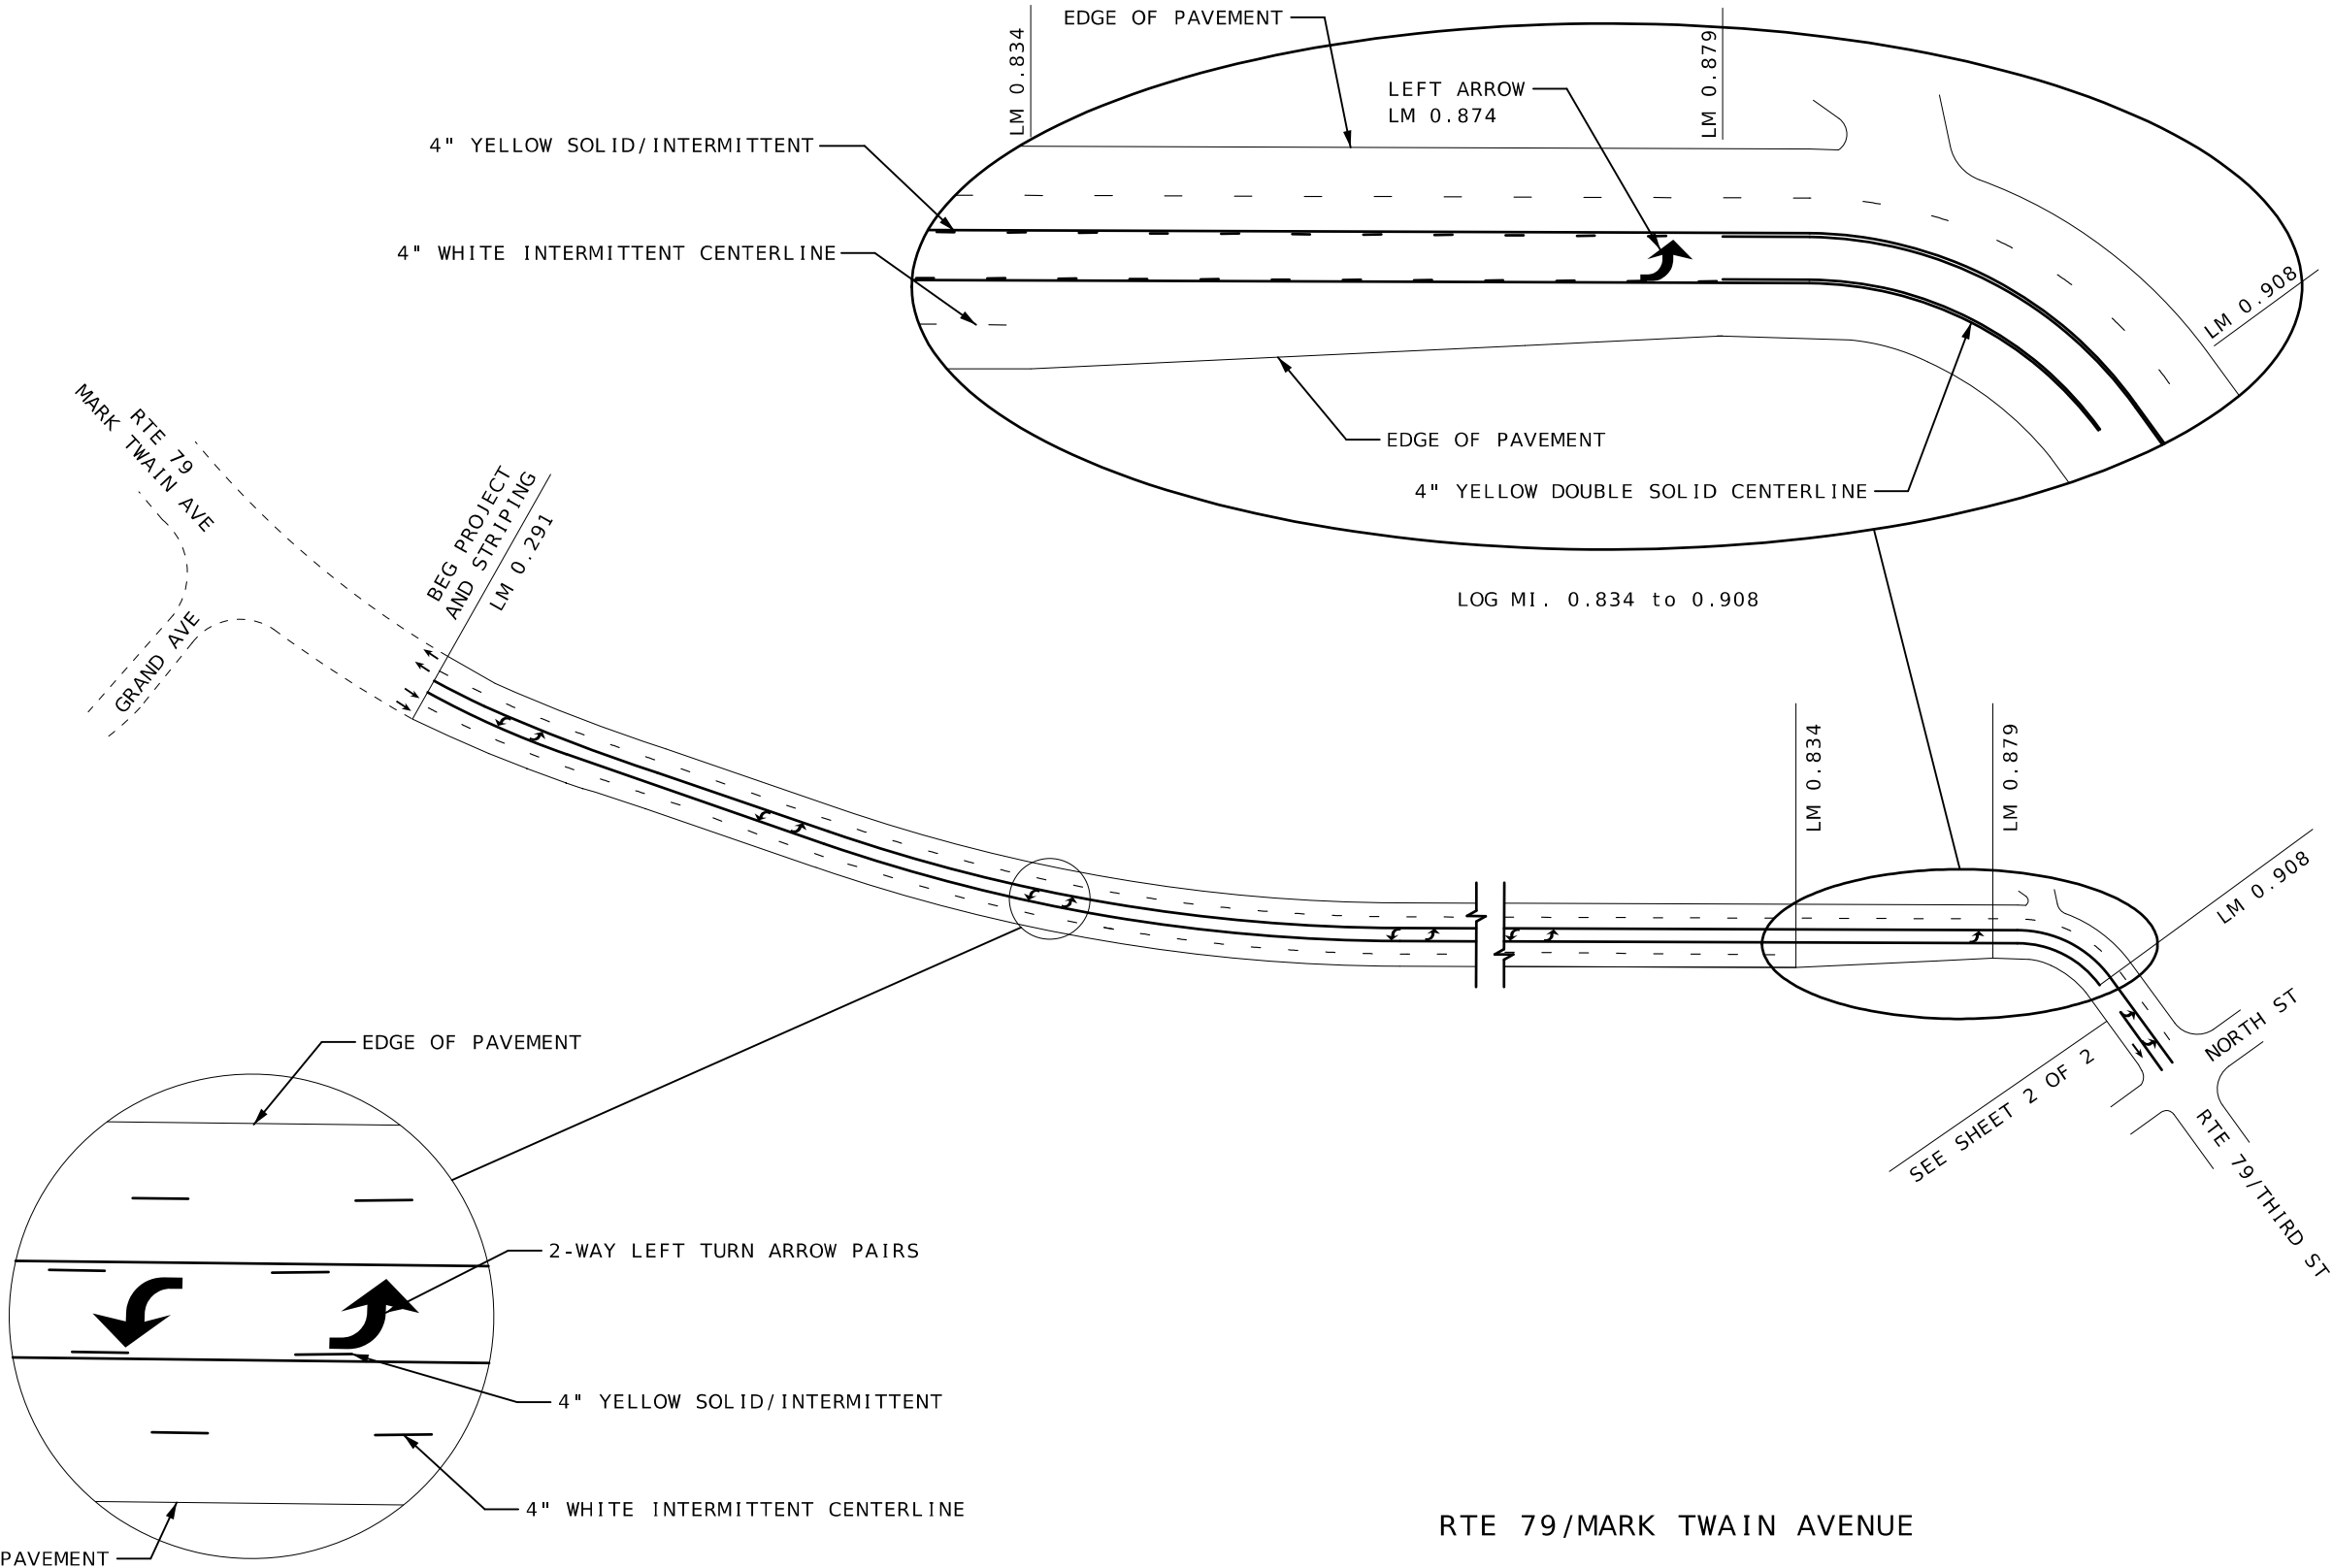 LM 0.834
EDGE OF PAVEMENT
LM 0.879
LEFT ARROW
LM 0.874
4" YELLOW SOLID/INTERMITTENT
4" WHITE INTERMITTENT CENTERLINE
LM 0.908
EDGE OF PAVEMENT
4" YELLOW DOUBLE SOLID CENTERLINE
LOG MI. 0.834 to 0.908
RTE 79
MARK TWAIN AVE
GRAND AVE
BEG PROJECT
AND STRIPING
LM 0.291
LM 0.834
LM 0.879
LM 0.908
NORTH ST
SEE SHEET 2 OF 2
RTE 79/THIRD ST
EDGE OF PAVEMENT
2-WAY LEFT TURN ARROW PAIRS
4" YELLOW SOLID/INTERMITTENT
4" WHITE INTERMITTENT CENTERLINE
PAVEMENT
RTE 79/MARK TWAIN AVENUE